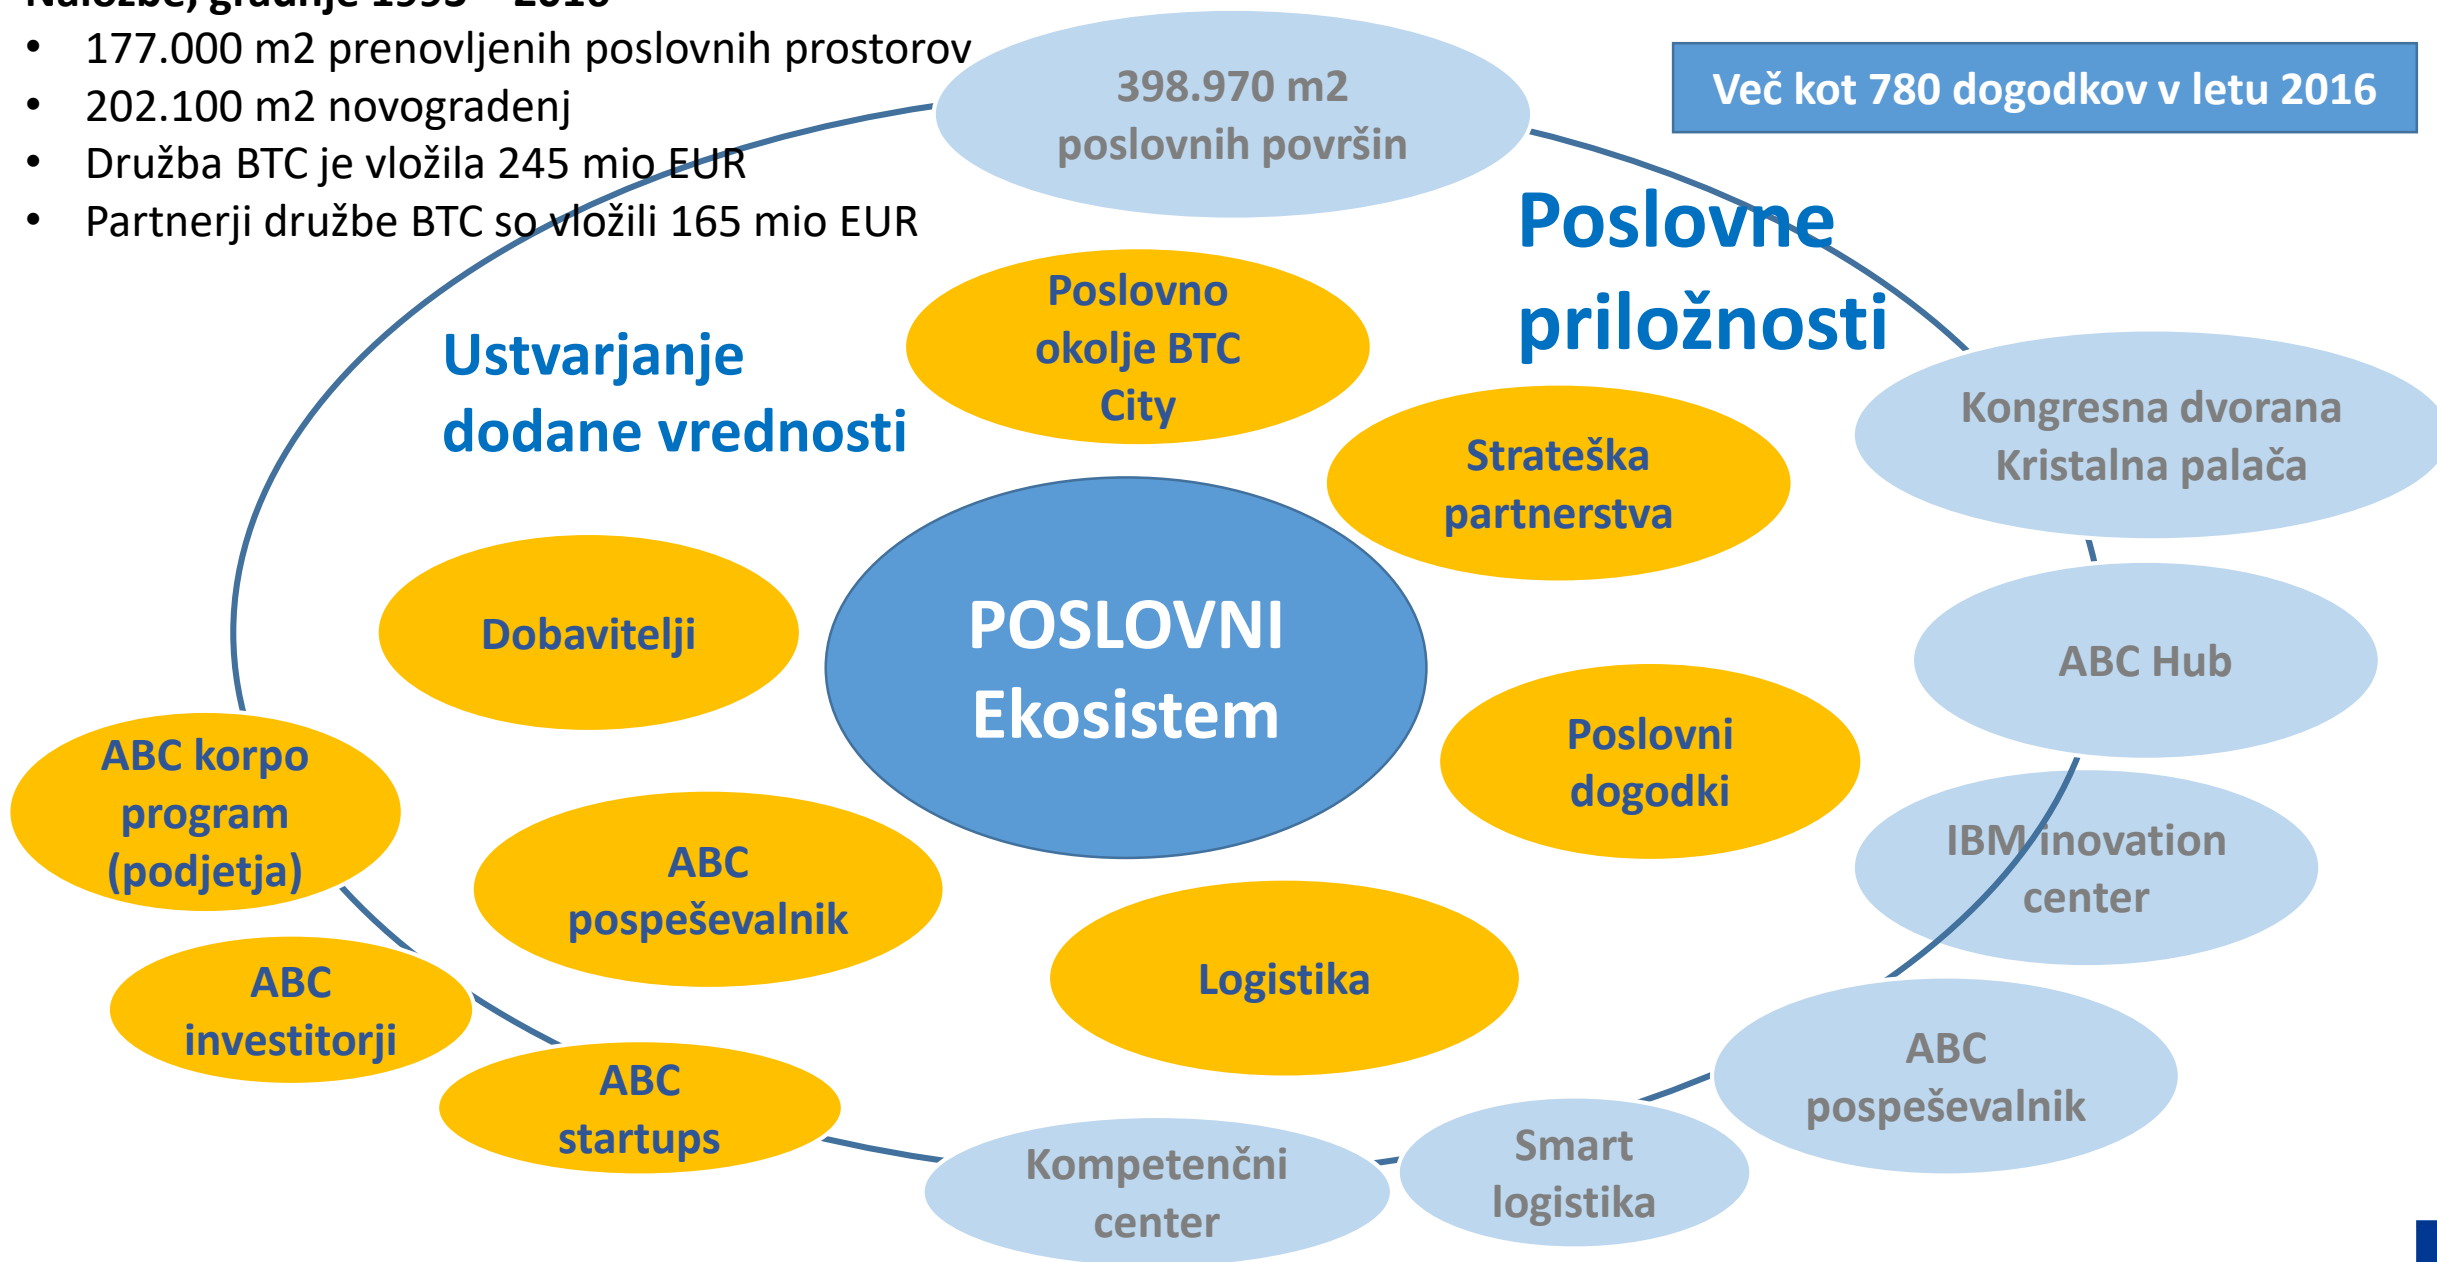 Naložbe, gradnje 1993 – 2016
• 177.000 m2 prenovljenih poslovnih prostorov
• 202.100 m2 novogradenj
• Družba BTC je vložila 245 mio EUR
• Partnerji družbe BTC so vložili 165 mio EUR
398.970 m2
poslovnih površin
Več kot 780 dogodkov v letu 2016
Poslovne
priložnosti
Ustvarjanje
dodane vrednosti
Poslovno
okolje BTC
City
Strateška
partnerstva
Kongresna dvorana
Kristalna palača
Dobavitelji
POSLOVNI
Ekosistem
ABC Hub
Poslovni
dogodki
ABC korpo
program
(podjetja)
ABC
pospeševalnik
IBM inovation
center
Logistika
ABC
investitorji
ABC
startups
ABC
pospeševalnik
Kompetenčni
center
Smart
logistika